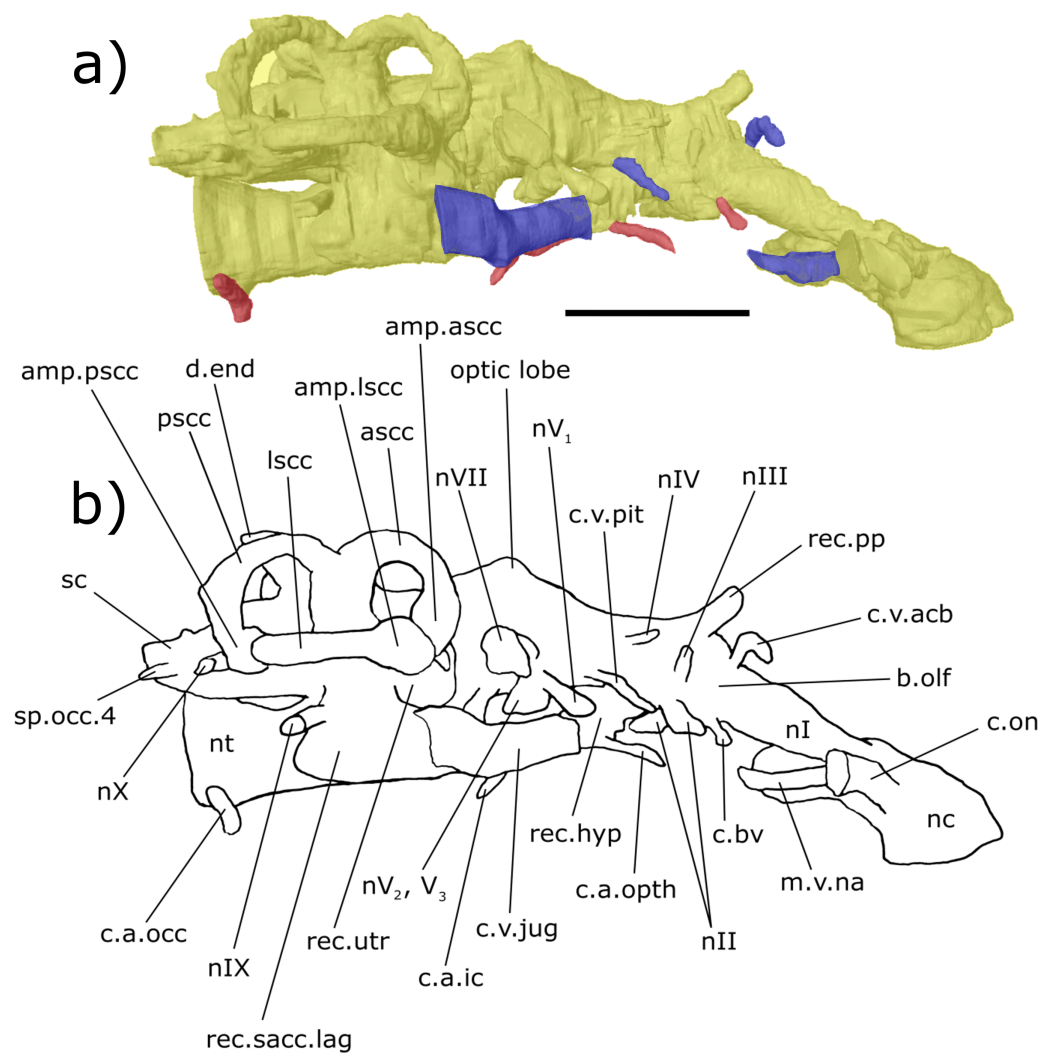 a)
amp.ascc
amp.pscc
d.end
amp.lscc
optic lobe
pscc
ascc
nV₁
lscc
nVII
nIV
nIII
b)
c.v.pit
rec.pp
sc
c.v.acb
b.olf
sp.occ.4
nt
nI
c.on
nX
rec.hyp
c.bv
nc
nV₂, V₃
c.a.opth
m.v.na
c.a.occ
rec.utr
c.v.jug
nII
nIX
c.a.ic
rec.sacc.lag